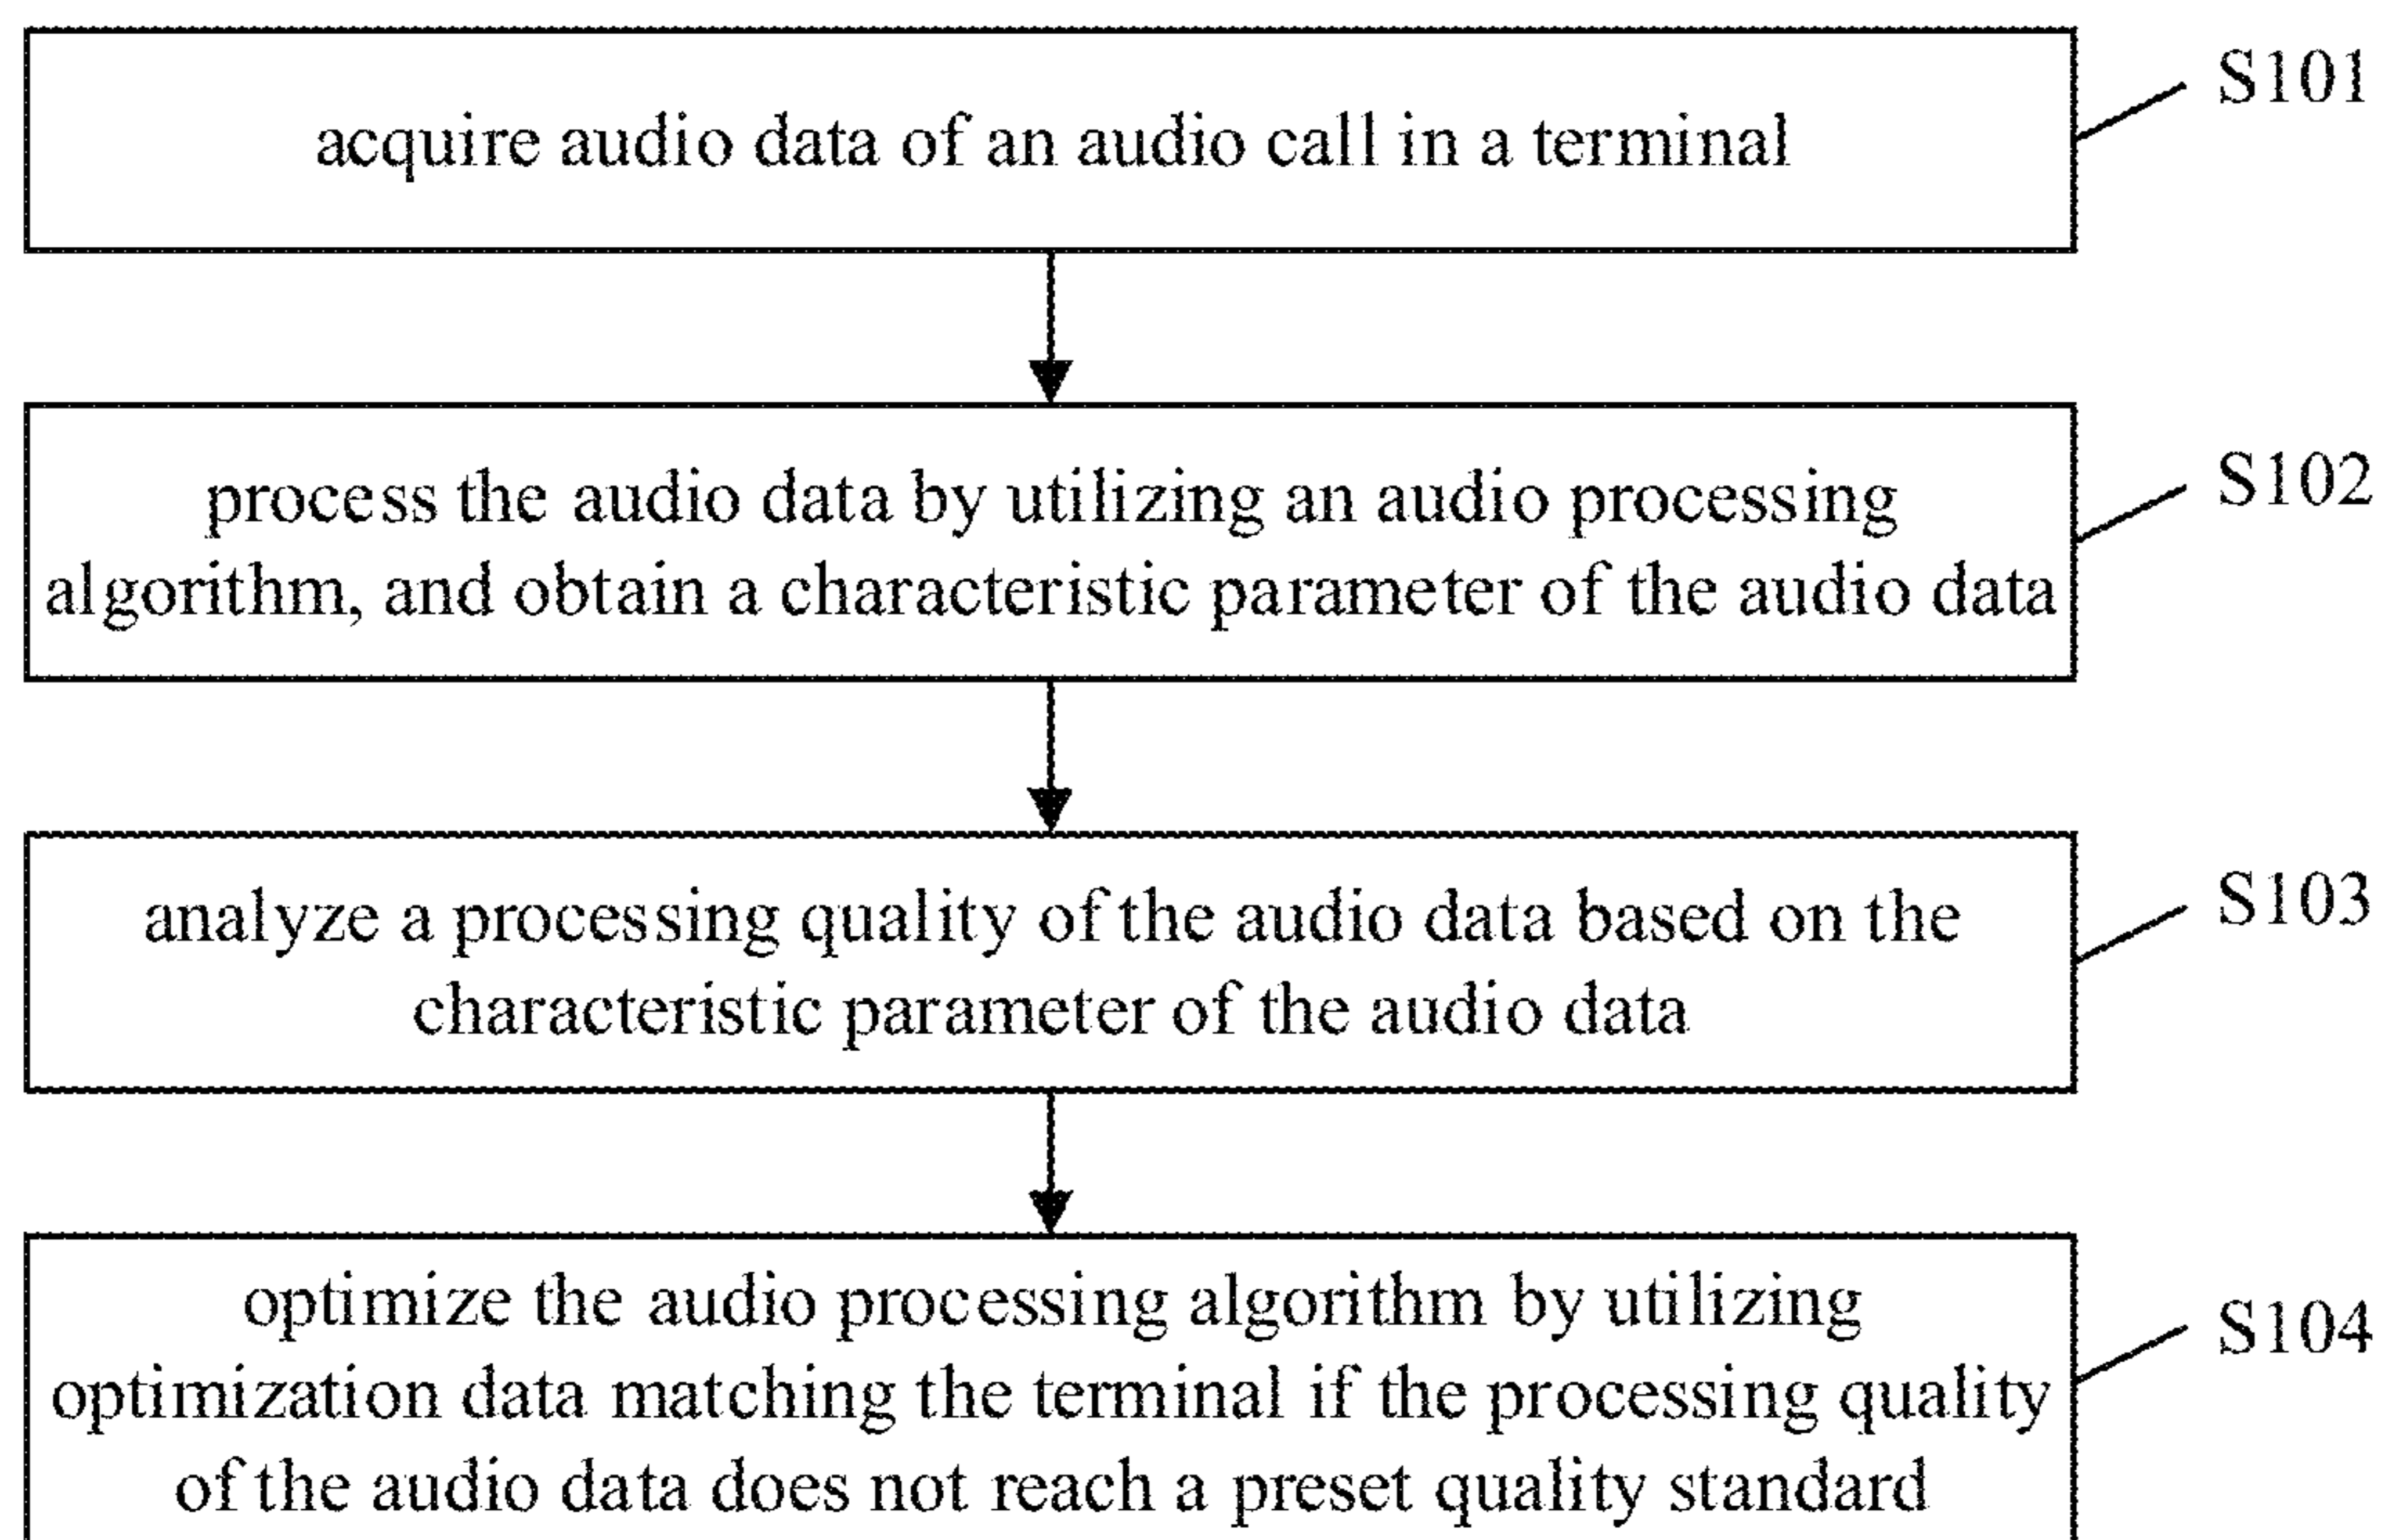 acquire audio data of an audio call in a terminal
S101
process the audio data by utilizing an audio processing
algorithm, and obtain a characteristic parameter of the audio data
S102
analyze a processing quality of the audio data based on the
characteristic parameter of the audio data
S103
optimize the audio processing algorithm by utilizing
optimization data matching the terminal if the processing quality
of the audio data does not reach a preset quality standard
S104